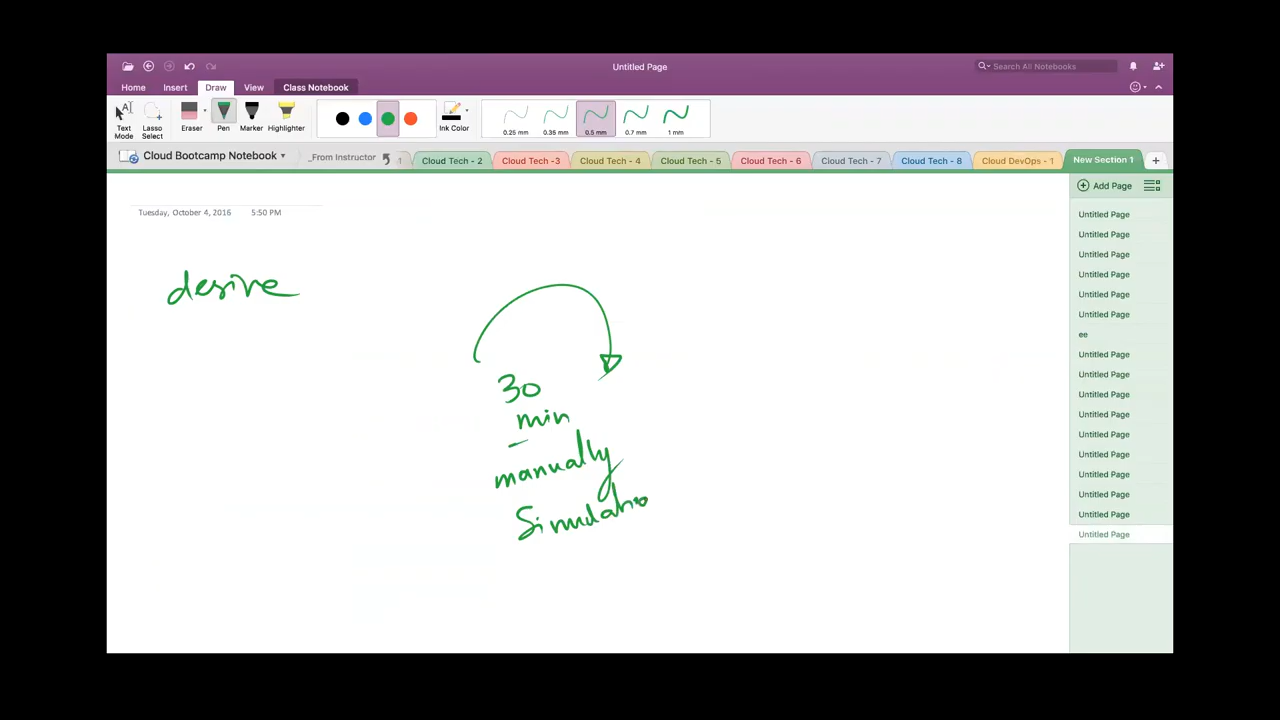 Untitled Page
Search All Notebooks
Home Insert Draw View Class Notebook
Text Mode
Lasso Select
Eraser
Pen
Marker
Highlighter
Ink Color
0.25 mm
0.35 mm
0.5 mm
0.7 mm
1 mm
Cloud Bootcamp Notebook
_From Instructor
1
Cloud Tech - 2
Cloud Tech -3
Cloud Tech - 4
Cloud Tech - 5
Cloud Tech - 6
Cloud Tech - 7
Cloud Tech - 8
Cloud DevOps - 1
New Section 1
+
Add Page
Tuesday, October 4, 2016 5:50 PM
desire
30
min
manually
Simulatio
Untitled Page
Untitled Page
Untitled Page
Untitled Page
Untitled Page
Untitled Page
ee
Untitled Page
Untitled Page
Untitled Page
Untitled Page
Untitled Page
Untitled Page
Untitled Page
Untitled Page
Untitled Page
Untitled Page